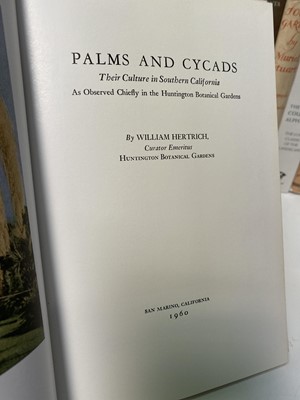 PALMS AND CYCADS
Their Culture in Southern California
As Observed Chiefly in the Huntington Botanical Gardens
By WILLIAM HERTRICH,
Curator Emeritus
HUNTINGTON BOTANICAL GARDENS
SAN MARINO, CALIFORNIA
1960